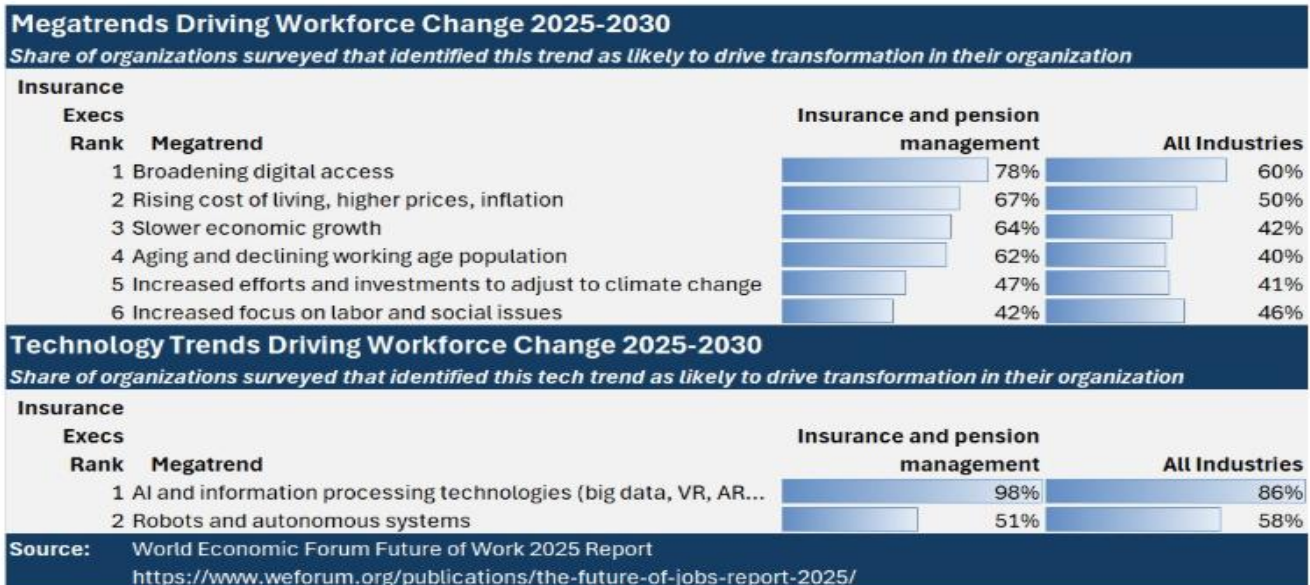 Megatrends Driving Workforce Change 2025-2030
Share of organizations surveyed that identified this trend as likely to drive transformation in their organization
Insurance
Execs Insurance and pension
Rank Megatrend management All Industries
1 Broadening digital access 78% 60%
2 Rising cost of living, higher prices, inflation 67% 50%
3 Slower economic growth 64% 42%
4 Aging and declining working age population 62% 40%
5 Increased efforts and investments to adjust to climate change 47% 41%
6 Increased focus on labor and social issues 42% 46%
Technology Trends Driving Workforce Change 2025-2030
Share of organizations surveyed that identified this tech trend as likely to drive transformation in their organization
Insurance
Execs Insurance and pension
Rank Megatrend management All Industries
1 AI and information processing technologies (big data, VR, AR... 98% 86%
2 Robots and autonomous systems 51% 58%
Source: World Economic Forum Future of Work 2025 Report
https://www.weforum.org/publications/the-future-of-jobs-report-2025/